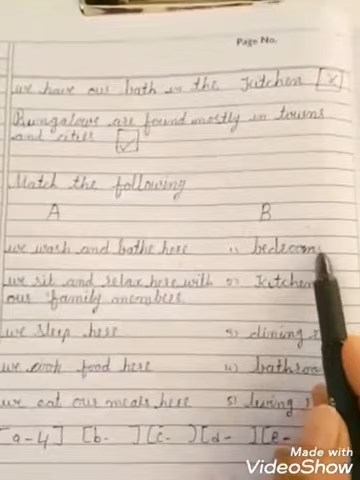 Page No.
we have our bath in the Kitchen [×]
Bungalows are found mostly in towns
and cities [✓]
Match the following
A B
we wash and bathe here 1) bedroom
we sit and relax here with 2) Kitchen
our family members
we sleep here 3) dining
we cook food here 4)
we eat our meals here 5) living
[a-4] [b- ] [c- ) [d- ] [e-
Made with
VideoShow